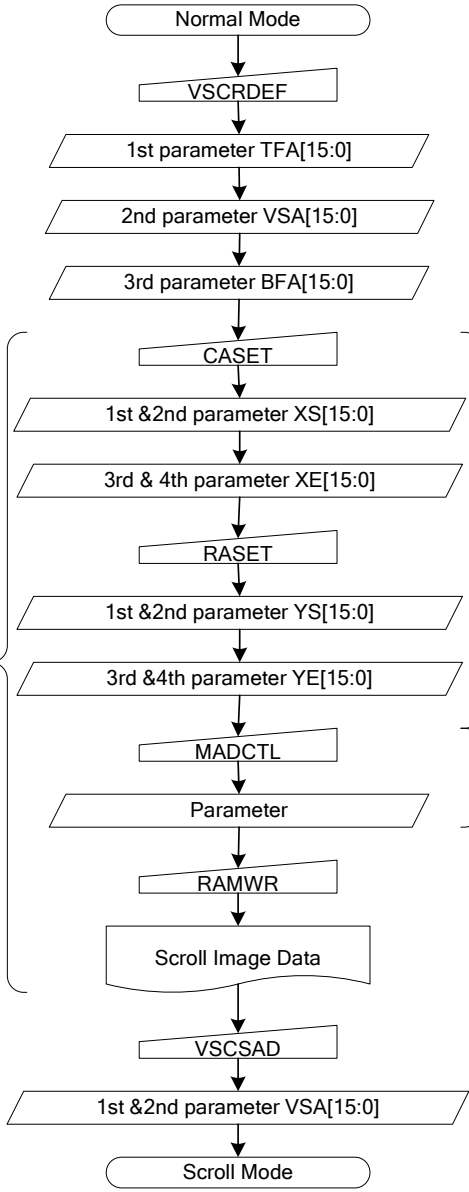 Normal Mode
VSCRDEF
1st parameter TFA[15:0]
2nd parameter VSA[15:0]
3rd parameter BFA[15:0]
CASET
1st &2nd parameter XS[15:0]
3rd & 4th parameter XE[15:0]
RASET
1st &2nd parameter YS[15:0]
3rd &4th parameter YE[15:0]
MADCTL
Parameter
RAMWR
Scroll Image Data
VSCSAD
1st &2nd parameter VSA[15:0]
Scroll Mode